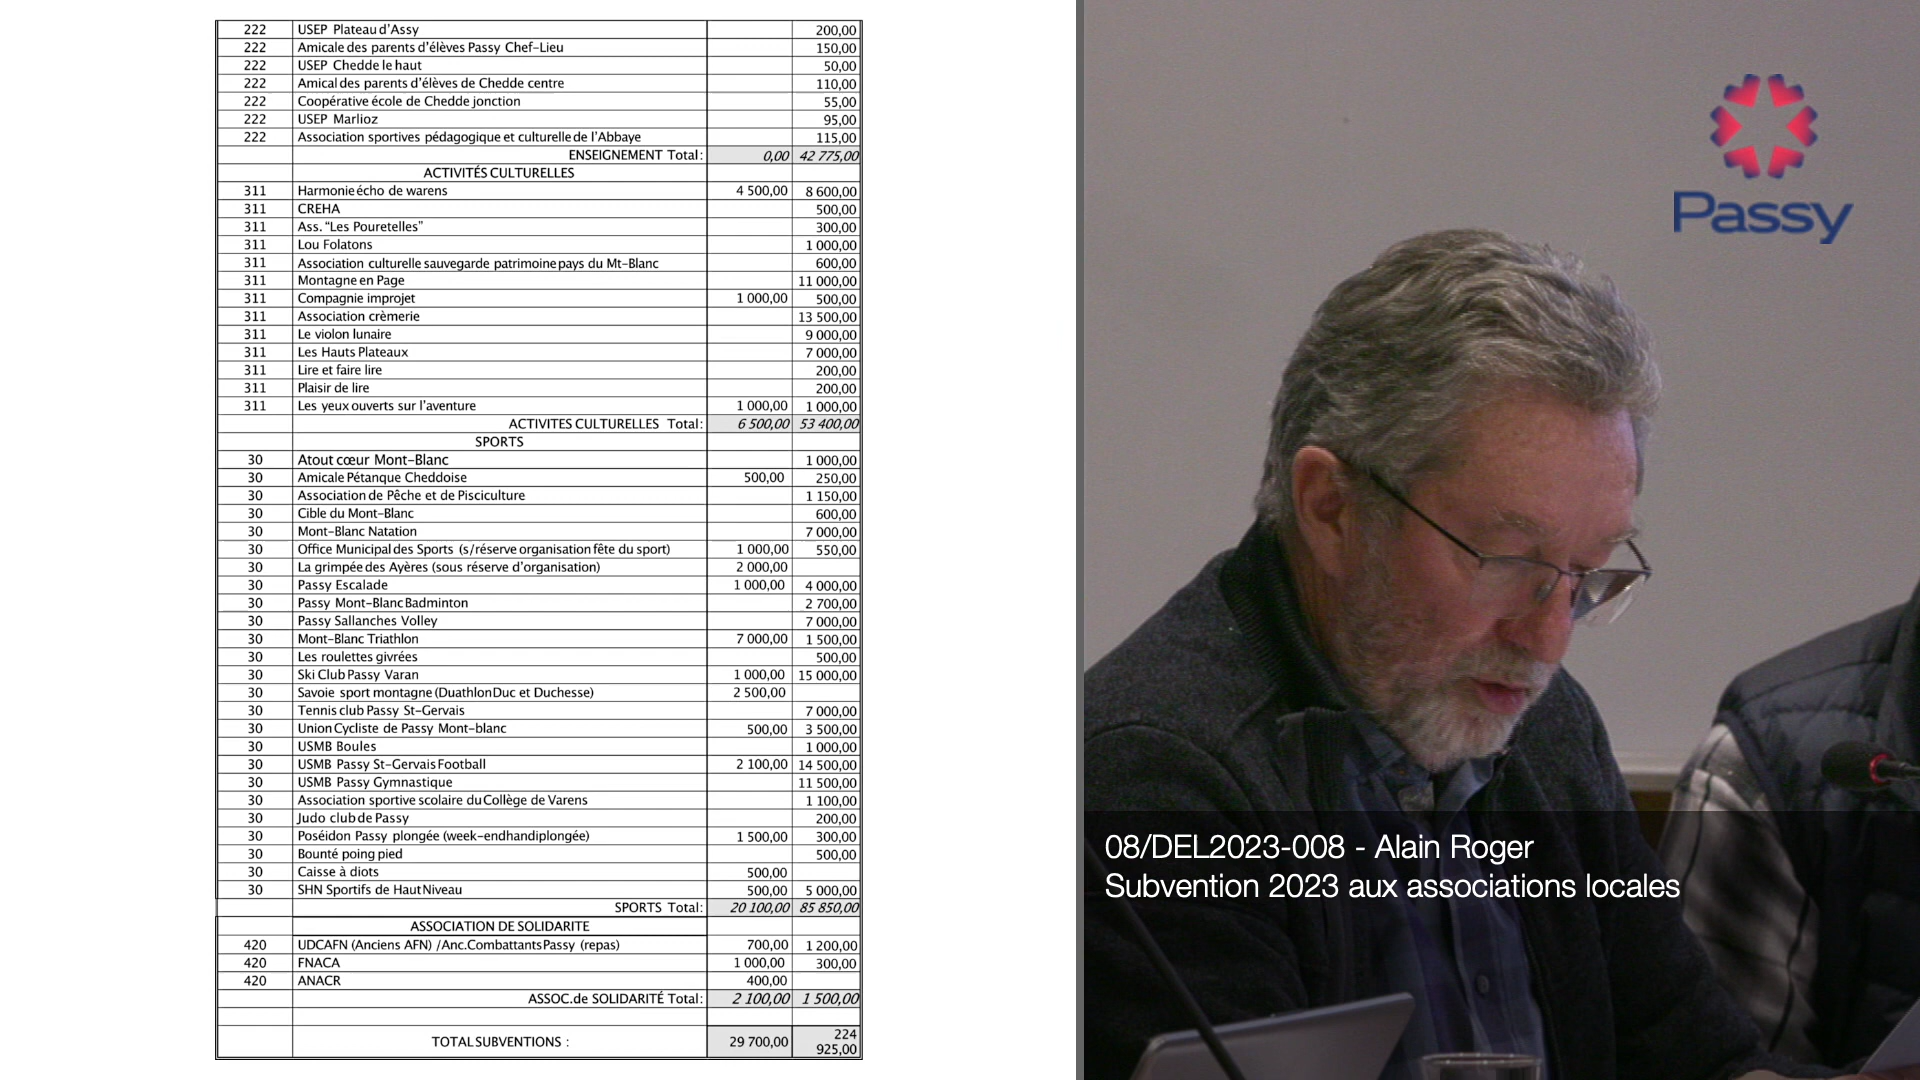 222 USEP Plateau d'Assy 200,00
222 Amicale des parents d'élèves Passy Chef-Lieu 150,00
222 USEP Chedde le haut 50,00
222 Amical des parents d'élèves de Chedde centre 110,00
222 Coopérative école de Chedde jonction 55,00
222 USEP Marlioz 95,00
222 Association sportives pédagogique et culturelle de l'Abbaye 115,00
ENSEIGNEMENT Total: 0,00 42 775,00
ACTIVITÉS CULTURELLES
311 Harmonie écho de warens 4 500,00 8 600,00
311 CREHA 500,00
311 Ass. "Les Pouretelles" 300,00
311 Lou Folatons 1 000,00
311 Association culturelle sauvegarde patrimoine pays du Mt-Blanc 600,00
311 Montagne en Page 11 000,00
311 Compagnie improjet 1 000,00 500,00
311 Association crèmerie 13 500,00
311 Le violon lunaire 9 000,00
311 Les Hauts Plateaux 7 000,00
311 Lire et faire lire 200,00
311 Plaisir de lire 200,00
311 Les yeux ouverts sur l'aventure 1 000,00 1 000,00
ACTIVITES CULTURELLES Total: 6 500,00 53 400,00
SPORTS
30 Atout cœur Mont-Blanc 1 000,00
30 Amicale Pétanque Cheddoise 500,00 250,00
30 Association de Pêche et de Pisciculture 1 150,00
30 Cible du Mont-Blanc 600,00
30 Mont-Blanc Natation 7 000,00
30 Office Municipal des Sports (s/réserve organisation fête du sport) 1 000,00 550,00
30 La grimpée des Ayères (sous réserve d'organisation) 2 000,00
30 Passy Escalade 1 000,00 4 000,00
30 Passy Mont-Blanc Badminton 2 700,00
30 Passy Sallanches Volley 7 000,00
30 Mont-Blanc Triathlon 7 000,00 1 500,00
30 Les roulettes givrées 500,00
30 Ski Club Passy Varan 1 000,00 15 000,00
30 Savoie sport montagne (Duathlon Duc et Duchesse) 2 500,00
30 Tennis club Passy St-Gervais 7 000,00
30 Union Cycliste de Passy Mont-blanc 500,00 3 500,00
30 USMB Boules 1 000,00
30 USMB Passy St-Gervais Football 2 100,00 14 500,00
30 USMB Passy Gymnastique 11 500,00
30 Association sportive scolaire du Collège de Varens 1 100,00
30 Judo club de Passy 200,00
30 Poséidon Passy plongée (week-end handiplongée) 1 500,00 300,00
30 Bounté poing pied 500,00
30 Caisse à diots 500,00
30 SHN Sportifs de Haut Niveau 500,00 5 000,00
SPORTS Total: 20 100,00 85 850,00
ASSOCIATION DE SOLIDARITE
420 UDCAFN (Anciens AFN) /Anc.Combattants Passy (repas) 700,00 1 200,00
420 FNACA 1 000,00 300,00
420 ANACR 400,00
ASSOC.de SOLIDARITÉ Total: 2 100,00 1 500,00
TOTAL SUBVENTIONS : 29 700,00 224 925,00
Passy
08/DEL2023-008 - Alain Roger
Subvention 2023 aux associations locales